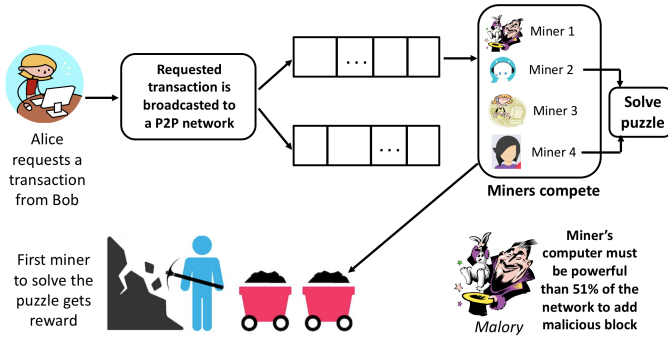 Alice
requests a
transaction
from Bob
Requested
transaction is
broadcasted to
a P2P network
...
...
Miner 1
Miner 2
Miner 3
Miner 4
Miners compete
Solve
puzzle
First miner
to solve the
puzzle gets
reward
Malory
Miner’s
computer must
be powerful
than 51% of the
network to add
malicious block